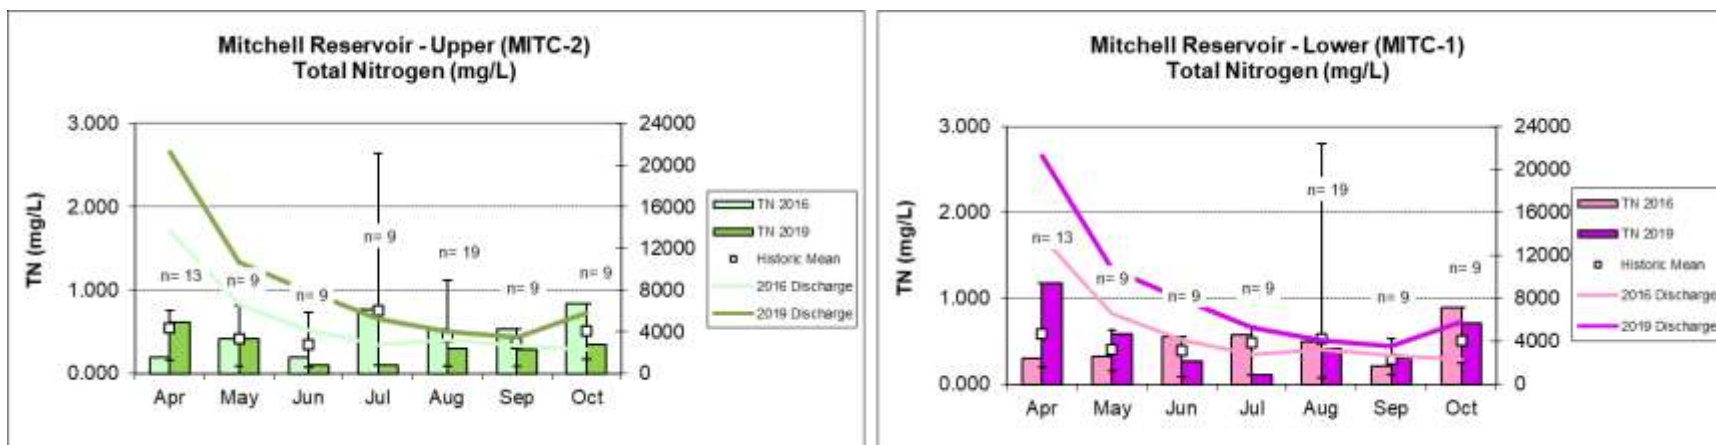 Mitchell Reservoir - Upper (MITC-2)
Total Nitrogen (mg/L)
TN (mg/L)
3.000
2.000
1.000
0.000
24000
20000
16000
12000
8000
4000
0
n= 13
n= 9
n= 9
n= 9
n= 19
n= 9
n= 9
Apr May Jun Jul Aug Sep Oct
TN 2016
TN 2019
Historic Mean
2016 Discharge
2019 Discharge
Mitchell Reservoir - Lower (MITC-1)
Total Nitrogen (mg/L)
TN (mg/L)
3.000
2.000
1.000
0.000
24000
20000
16000
12000
8000
4000
0
n= 13
n= 9
n= 9
n= 9
n= 19
n= 9
n= 9
Apr May Jun Jul Aug Sep Oct
TN 2016
TN 2019
Historic Mean
2016 Discharge
2019 Discharge